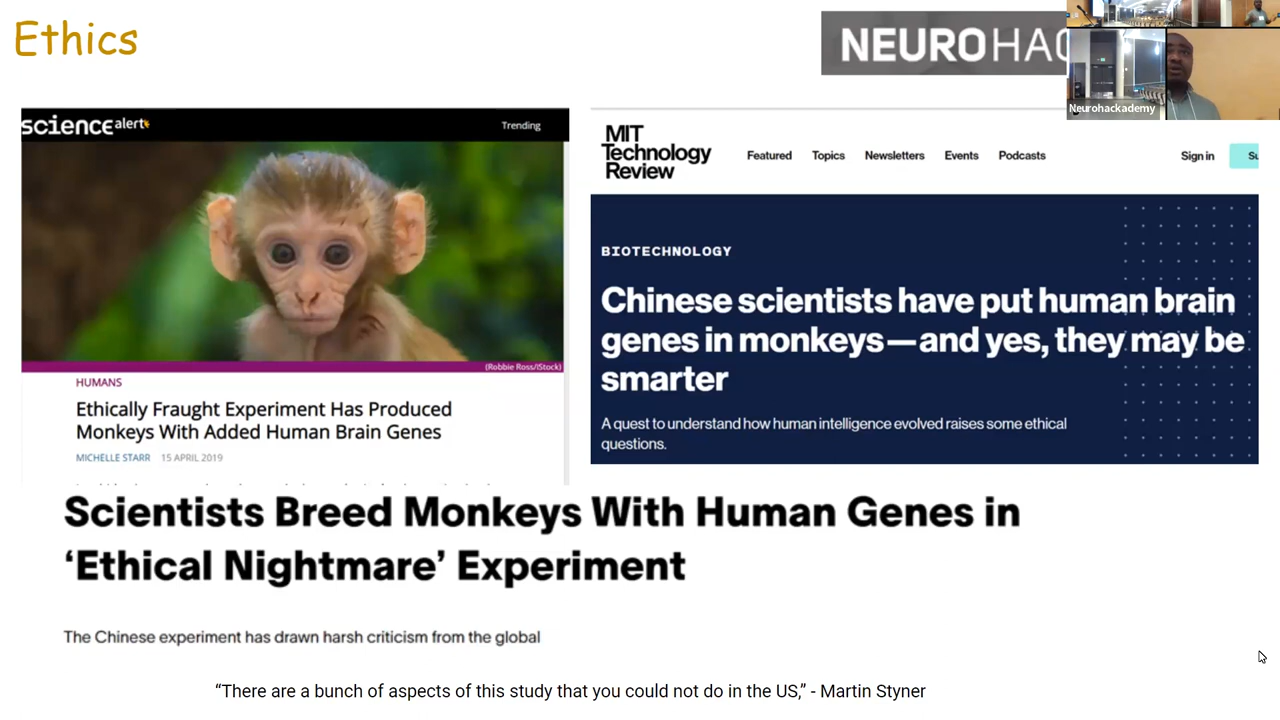 Ethics
NEUROHAC
Neurohackademy
sciencealert
Trending
(Robbie Ross/iStock)
HUMANS
Ethically Fraught Experiment Has Produced
Monkeys With Added Human Brain Genes
MICHELLE STARR 15 APRIL 2019
MIT
Technology
Review
Featured Topics Newsletters Events Podcasts
Sign in Su
BIOTECHNOLOGY
Chinese scientists have put human brain
genes in monkeys—and yes, they may be
smarter
A quest to understand how human intelligence evolved raises some ethical
questions.
Scientists Breed Monkeys With Human Genes in
‘Ethical Nightmare’ Experiment
The Chinese experiment has drawn harsh criticism from the global
“There are a bunch of aspects of this study that you could not do in the US,” - Martin Styner